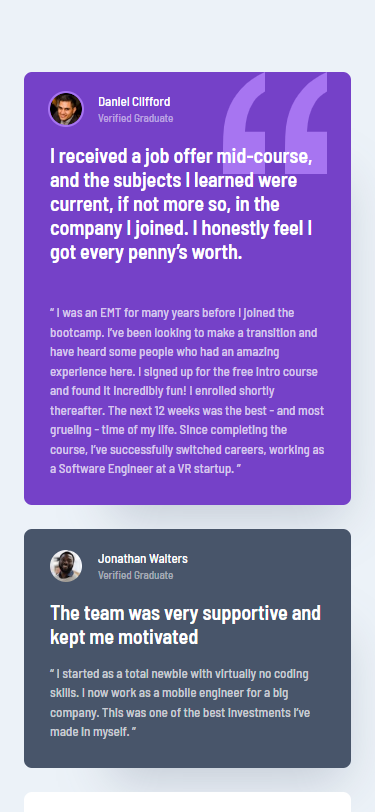 Daniel Clifford
Verified Graduate
I received a job offer mid-course,
and the subjects I learned were
current, if not more so, in the
company I joined. I honestly feel I
got every penny’s worth.
“ I was an EMT for many years before I joined the
bootcamp. I’ve been looking to make a transition and
have heard some people who had an amazing
experience here. I signed up for the free intro course
and found it incredibly fun! I enrolled shortly
thereafter. The next 12 weeks was the best - and most
grueling - time of my life. Since completing the
course, I’ve successfully switched careers, working as
a Software Engineer at a VR startup. ”
Jonathan Walters
Verified Graduate
The team was very supportive and
kept me motivated
“ I started as a total newbie with virtually no coding
skills. I now work as a mobile engineer for a big
company. This was one of the best investments I’ve
made in myself. ”